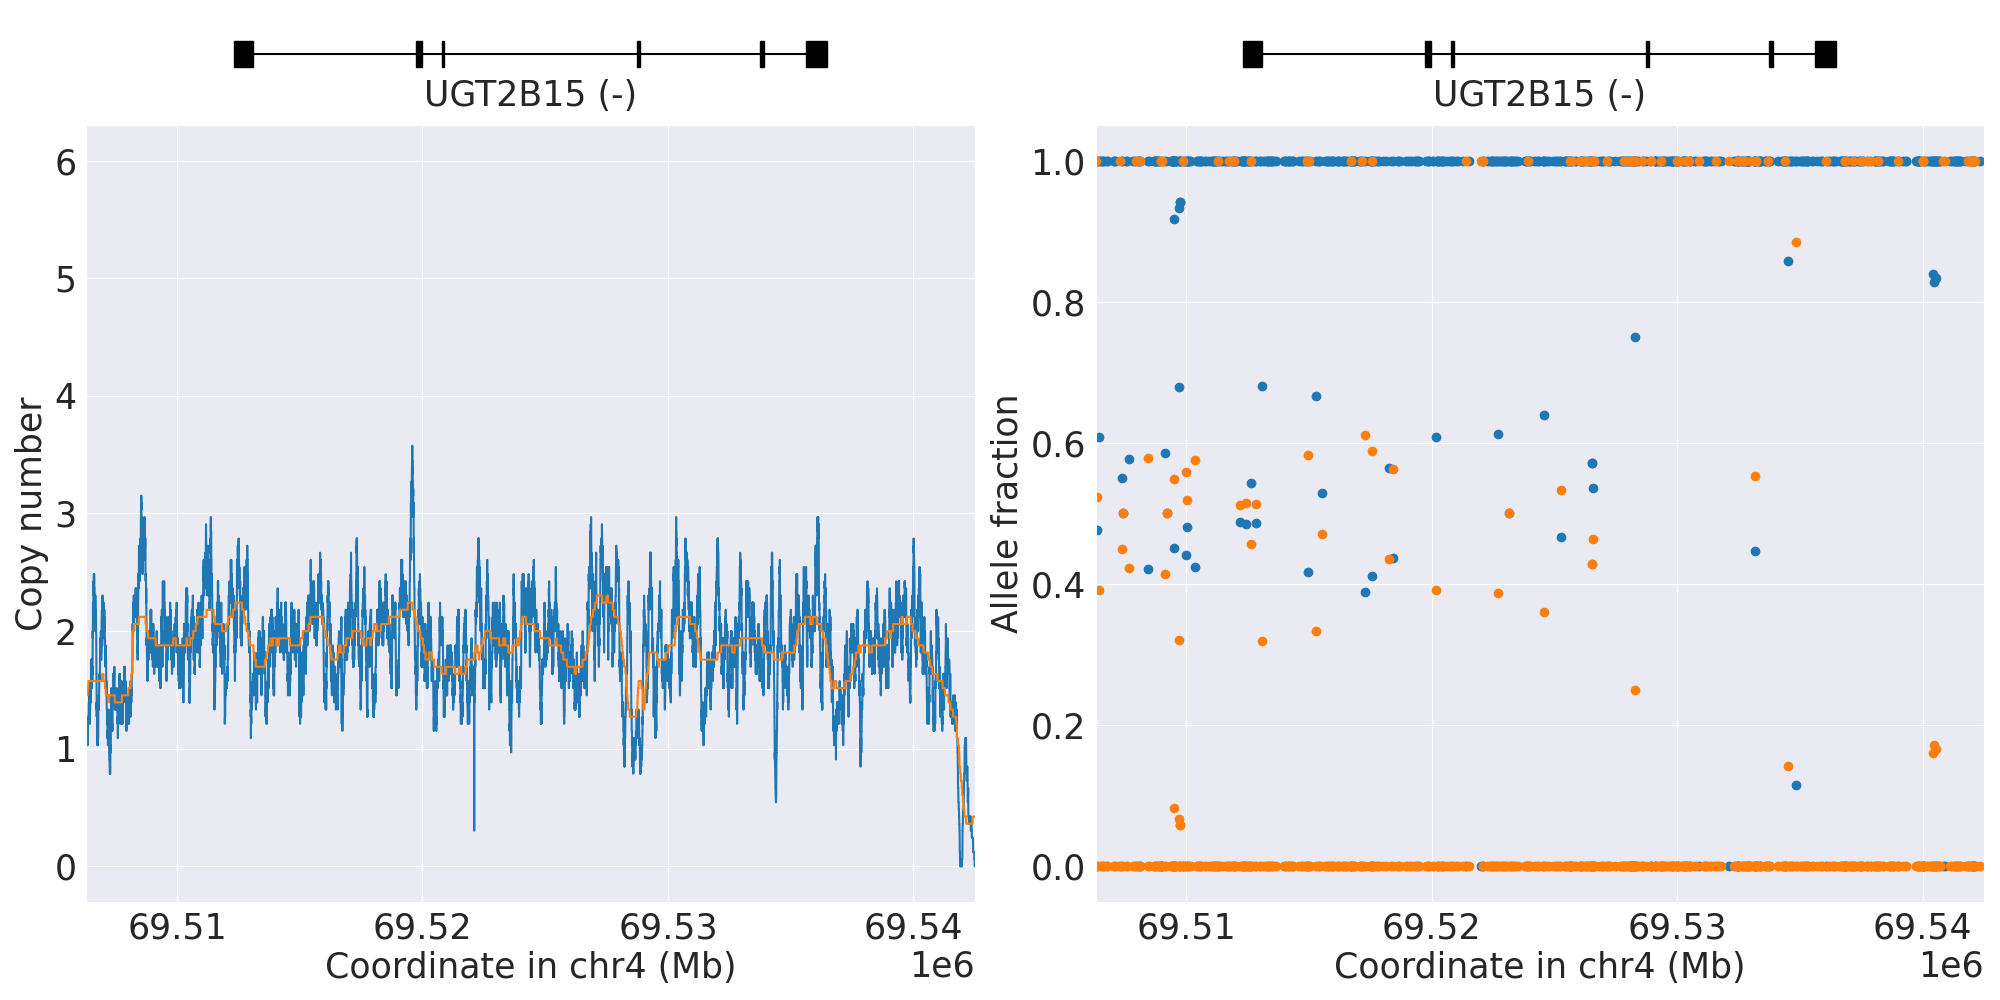 UGT2B15 (-)
Copy number
6
5
4
3
2
1
0
69.51 69.52 69.53 69.54
Coordinate in chr4 (Mb)
1e6
UGT2B15 (-)
Allele fraction
1.0
0.8
0.6
0.4
0.2
0.0
69.51 69.52 69.53 69.54
Coordinate in chr4 (Mb)
1e6